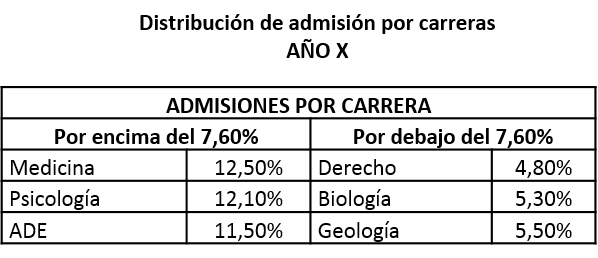 Distribución de admisión por carreras
AÑO X
ADMISIONES POR CARRERA
Por encima del 7,60% Por debajo del 7,60%
Medicina 12,50% Derecho 4,80%
Psicología 12,10% Biología 5,30%
ADE 11,50% Geología 5,50%